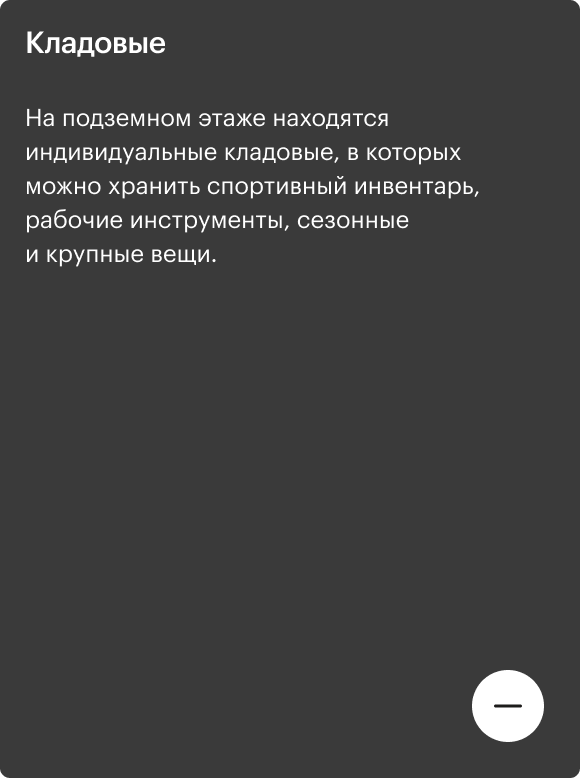 Кладовые
На подземном этаже находятся
индивидуальные кладовые, в которых
можно хранить спортивный инвентарь,
рабочие инструменты, сезонные
и крупные вещи.